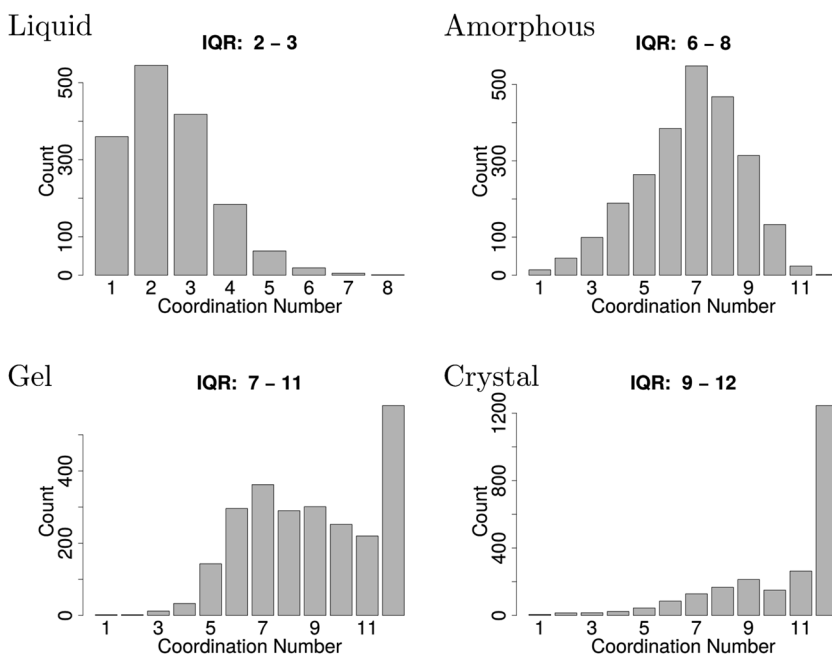 Liquid
IQR: 2 – 3
500
300
100
0
Count
1 2 3 4 5 6 7 8
Coordination Number
Amorphous
IQR: 6 – 8
500
300
100
0
Count
1 3 5 7 9 11
Coordination Number
Gel
IQR: 7 – 11
400
200
0
Count
1 3 5 7 9 11
Coordination Number
Crystal
IQR: 9 – 12
1200
800
400
0
Count
1 3 5 7 9 11
Coordination Number